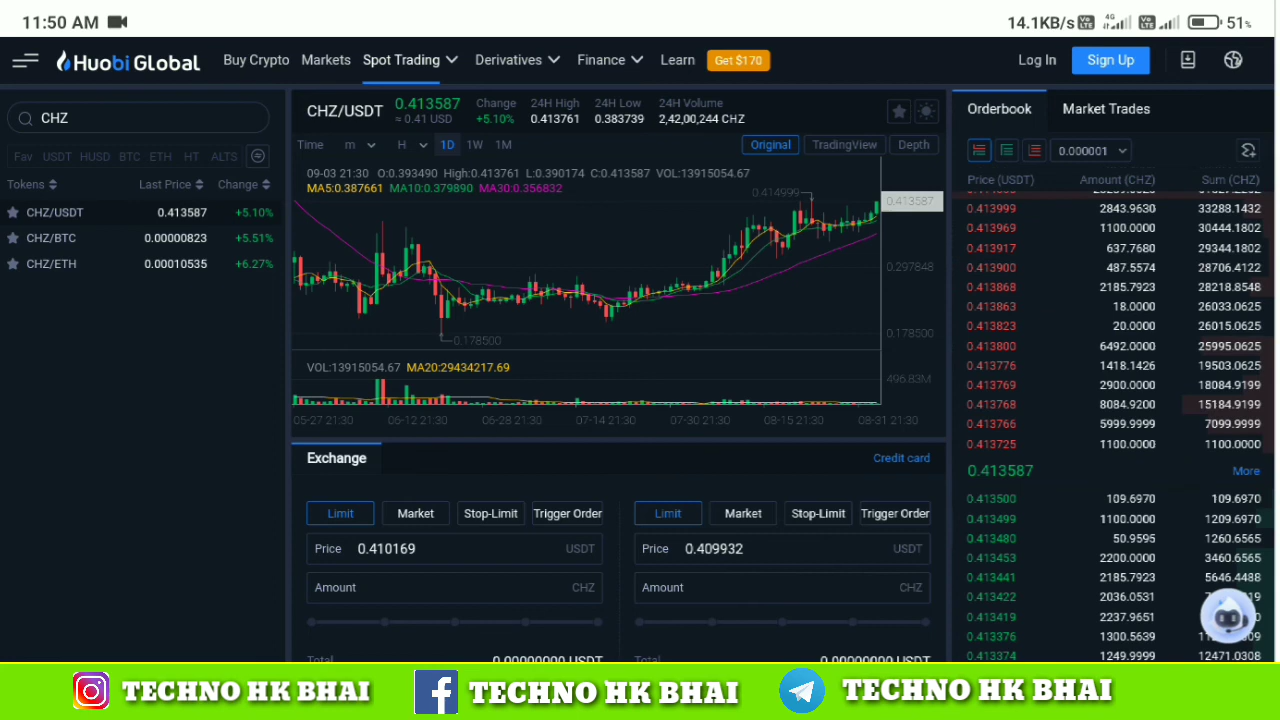 11:50 AM
14.1KB/s 4G 51%
Huobi Global Buy Crypto Markets Spot Trading Derivatives Finance Learn Get $170 Log In Sign Up
CHZ
Fav USDT HUSD BTC ETH HT ALTS
Tokens Last Price Change
CHZ/USDT 0.413587 +5.10%
CHZ/BTC 0.00000823 +5.51%
CHZ/ETH 0.00010535 +6.27%
CHZ/USDT 0.413587 ≈ 0.41 USD
Change +5.10%
24H High 0.413761
24H Low 0.383739
24H Volume 2,42,00,244 CHZ
Time m H 1D 1W 1M Original TradingView Depth
09-03 21:30 O:0.393490 High:0.413761 L:0.390174 C:0.413587 VOL:13915054.67
MA5:0.387661 MA10:0.379890 MA30:0.356832
0.414999
0.413587
0.297848
0.178500
0.178500
VOL:13915054.67 MA20:29434217.69
496.83M
05-27 21:30 06-12 21:30 06-28 21:30 07-14 21:30 07-30 21:30 08-15 21:30 08-31 21:30
Exchange Credit card
Limit Market Stop-Limit Trigger Order
Price 0.410169 USDT
Amount CHZ
Total 0.00000000 USDT
Limit Market Stop-Limit Trigger Order
Price 0.409932 USDT
Amount CHZ
Total 0.00000000 USDT
Orderbook Market Trades
0.000001
Price (USDT) Amount (CHZ) Sum (CHZ)
0.413999 2843.9630 33288.1432
0.413969 1100.0000 30444.1802
0.413917 637.7680 29344.1802
0.413900 487.5574 28706.4122
0.413868 2185.7923 28218.8548
0.413863 18.0000 26033.0625
0.413823 20.0000 26015.0625
0.413800 6492.0000 25995.0625
0.413776 1418.1426 19503.0625
0.413769 2900.0000 18084.9199
0.413768 8084.9200 15184.9199
0.413766 5999.9999 7099.9999
0.413725 1100.0000 1100.0000
0.413587 More
0.413500 109.6970 109.6970
0.413499 1100.0000 1209.6970
0.413480 50.9595 1260.6565
0.413453 2200.0000 3460.6565
0.413441 2185.7923 5646.4488
0.413422 2036.0531
0.413419 2237.9651
0.413376 1300.5639
0.413374 1249.9999 12471.0308
TECHNO HK BHAI TECHNO HK BHAI TECHNO HK BHAI